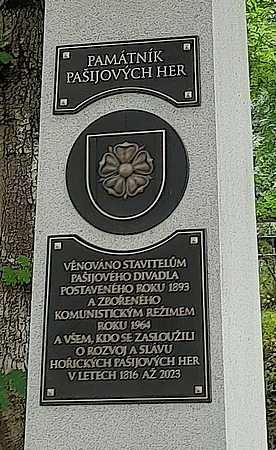 PAMÁTNÍK
PAŠIJOVÝCH HER
VĚNOVÁNO STAVITELŮM
PAŠIJOVÉHO DIVADLA
POSTAVENÉHO ROKU 1893
A ZBOŘENÉHO
KOMUNISTICKÝM REŽIMEM
ROKU 1964
A VŠEM, KDO SE ZASLOUŽILI
O ROZVOJ A SLÁVU
HOŘICKÝCH PAŠIJOVÝCH HER
V LETECH 1816 AŽ 2023